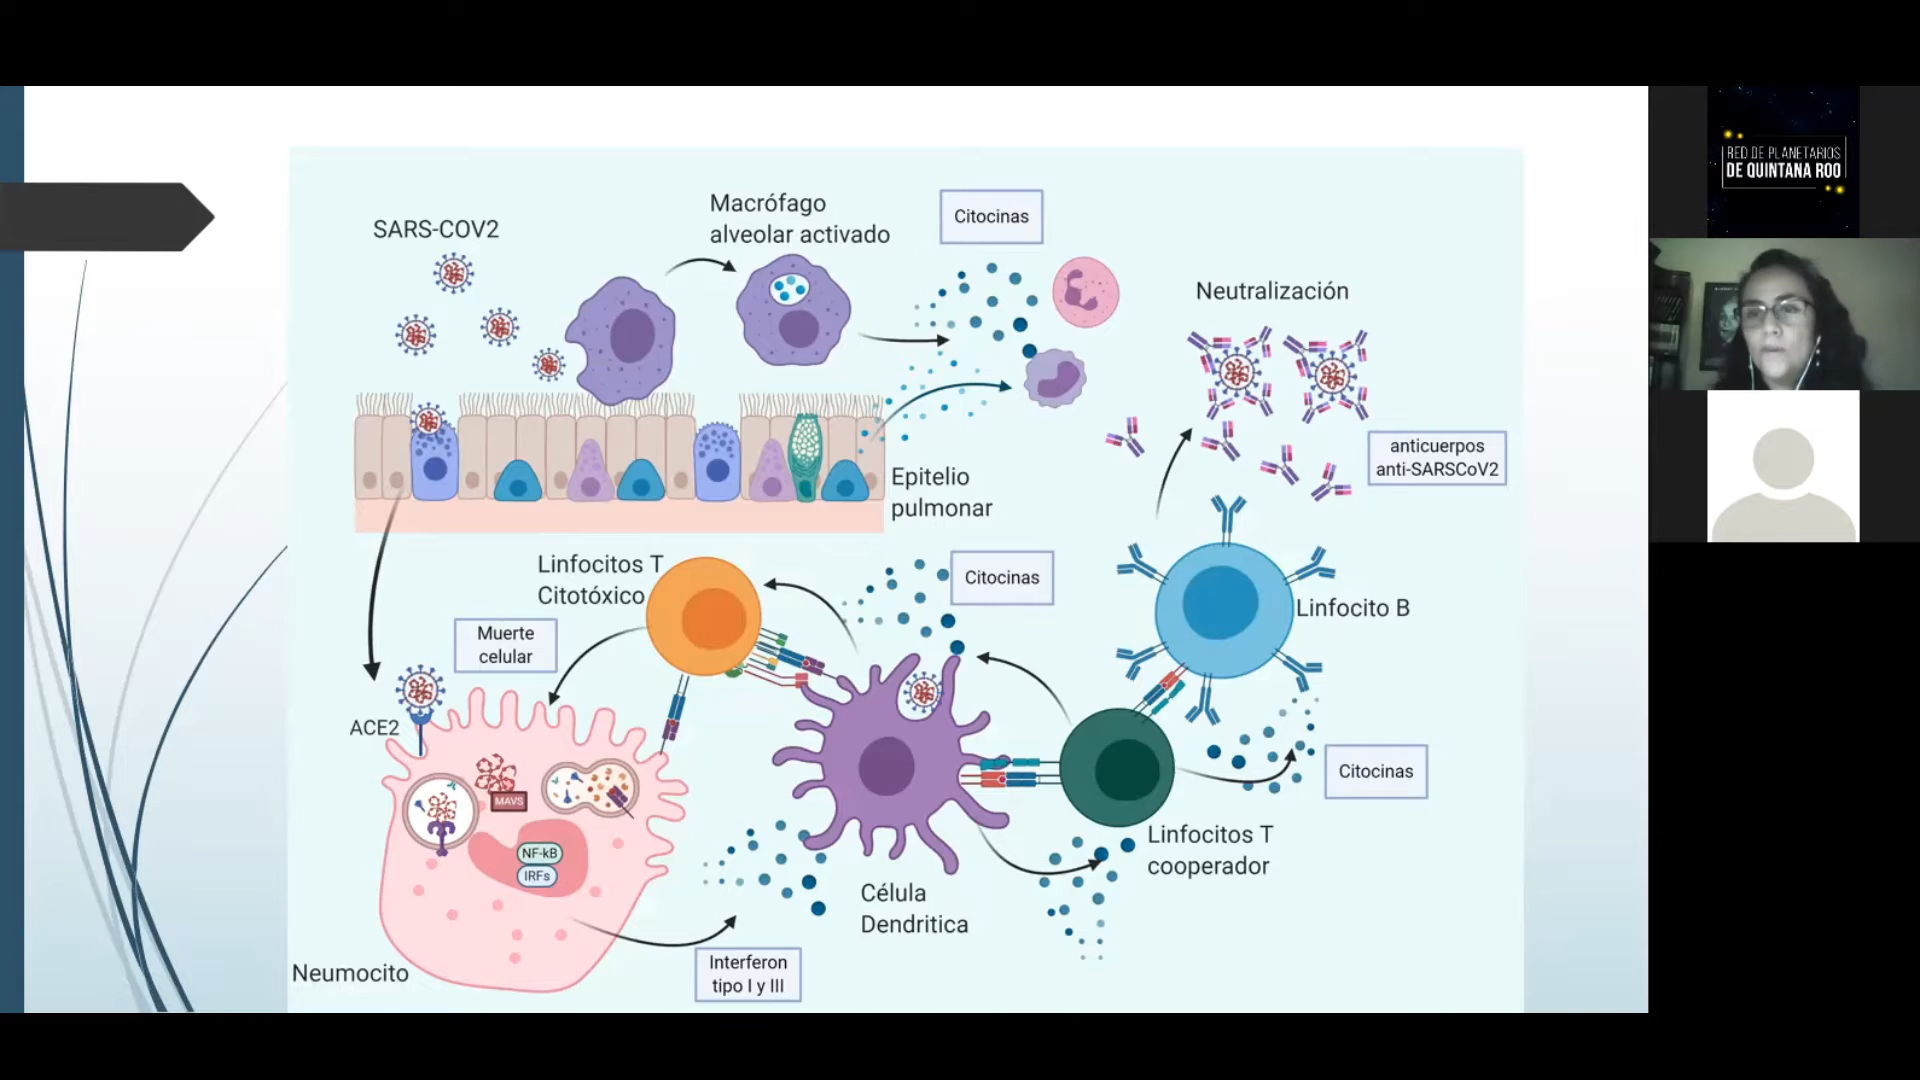 SARS-COV2
Macrófago
alveolar activado
Citocinas
Neutralización
anticuerpos
anti-SARSCoV2
Epitelio
pulmonar
Linfocitos T
Citotóxico
Citocinas
Linfocito B
Muerte
celular
ACE2
MAVS
NF-kB
IRFs
Citocinas
Linfocitos T
cooperador
Célula
Dendritica
Neumocito
Interferon
tipo I y III
RED DE PLANETARIOS
DE QUINTANA ROO